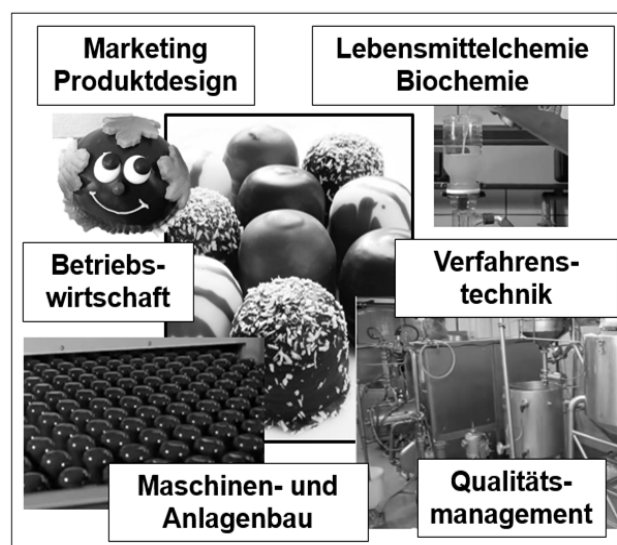 Marketing
Produktdesign
Lebensmittelchemie
Biochemie
Betriebs-
wirtschaft
Verfahrens-
technik
Maschinen- und
Anlagenbau
Qualitäts-
management